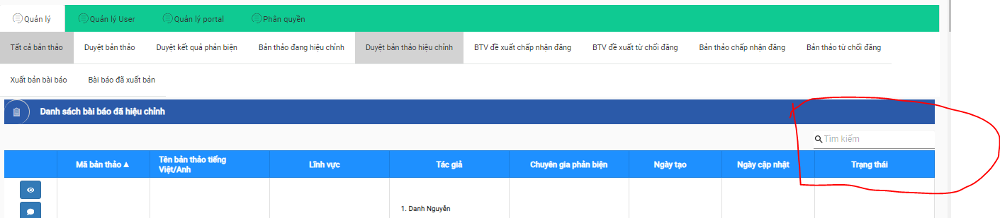 Quản lý Quản lý User Quản lý portal Phân quyền
Tất cả bản thảo Duyệt bản thảo Duyệt kết quả phản biện Bản thảo đang hiệu chỉnh Duyệt bản thảo hiệu chỉnh BTV đề xuất chấp nhận đăng BTV đề xuất từ chối đăng Bản thảo chấp nhận đăng Bản thảo từ chối đăng
Xuất bản bài báo Bài báo đã xuất bản
Danh sách bài báo đã hiệu chỉnh
Tìm kiếm
Mã bản thảo ▲ Tên bản thảo tiếng Việt/Anh Lĩnh vực Tác giả Chuyên gia phản biện Ngày tạo Ngày cập nhật Trạng thái
1. Danh Nguyễn